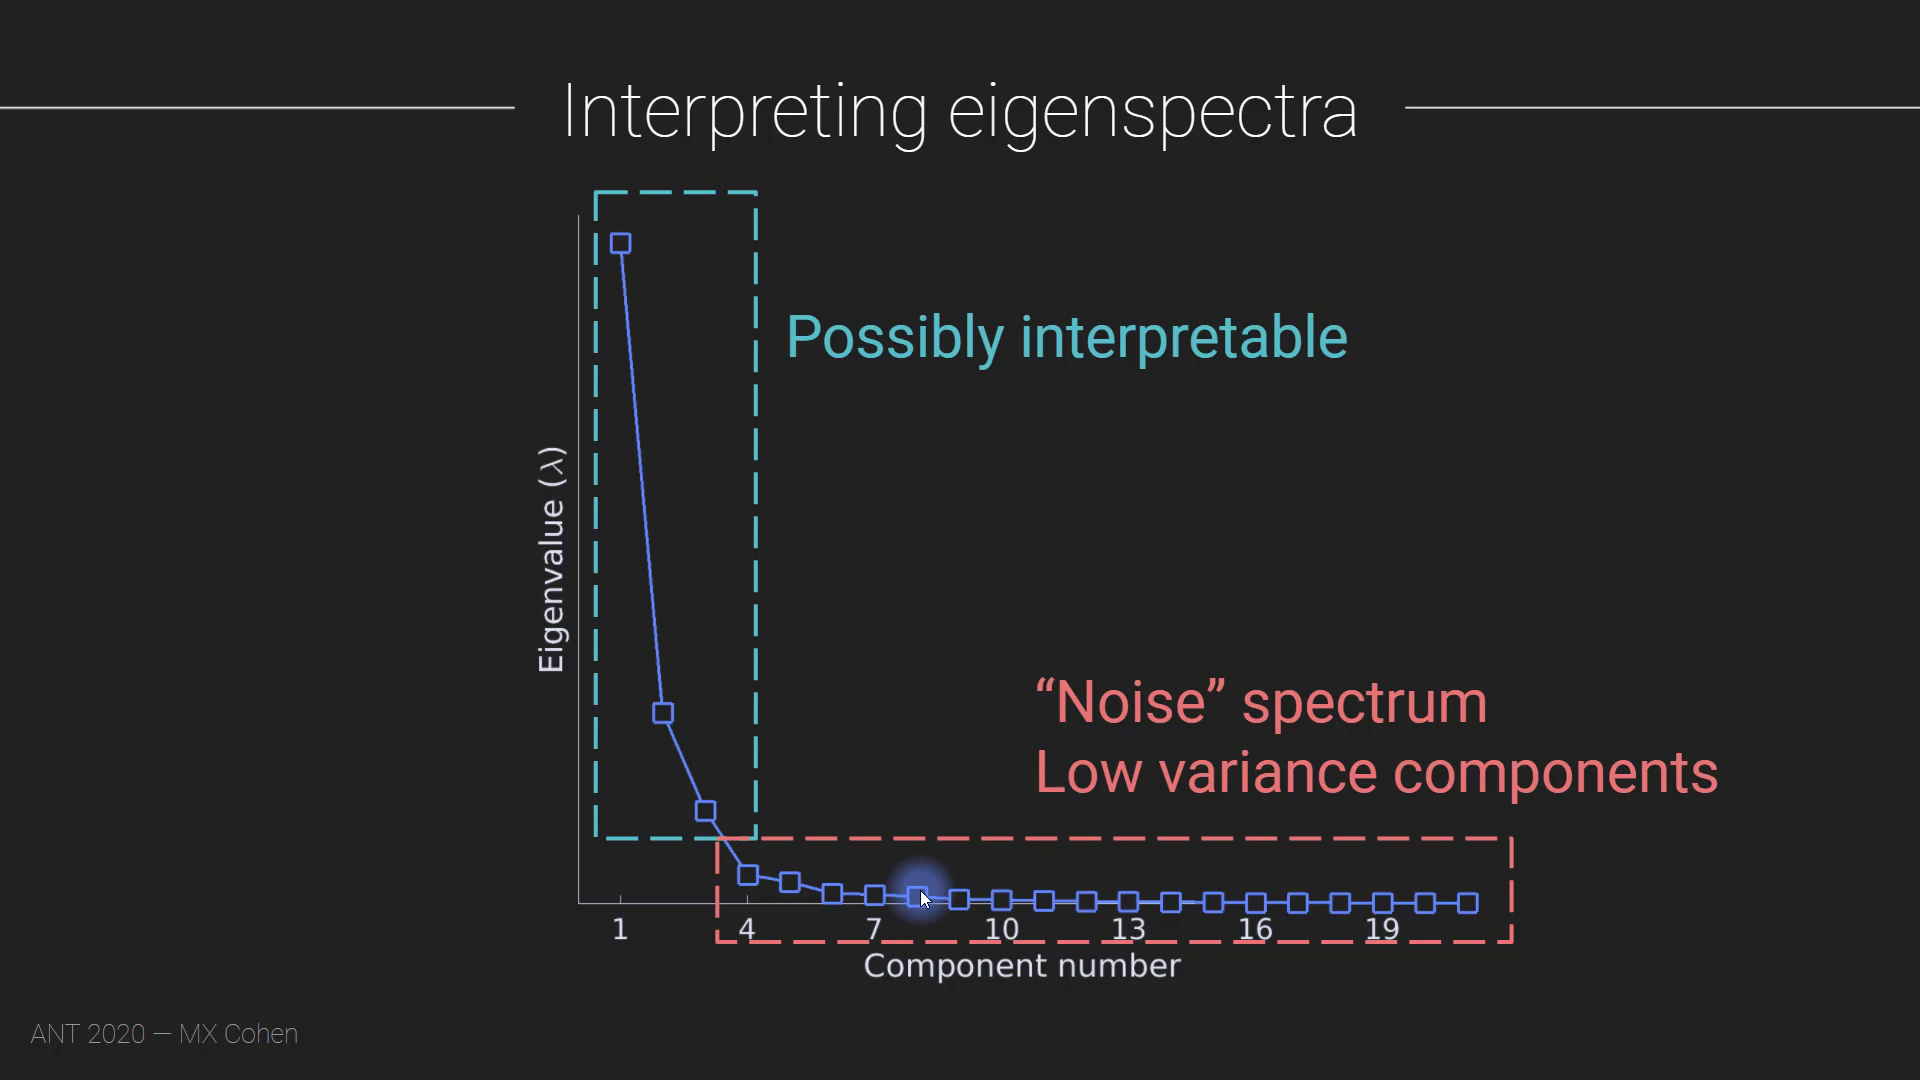 Interpreting eigenspectra
Possibly interpretable
Eigenvalue (λ)
“Noise” spectrum
Low variance components
1 4 7 10 13 16 19
Component number
ANT 2020 — MX Cohen